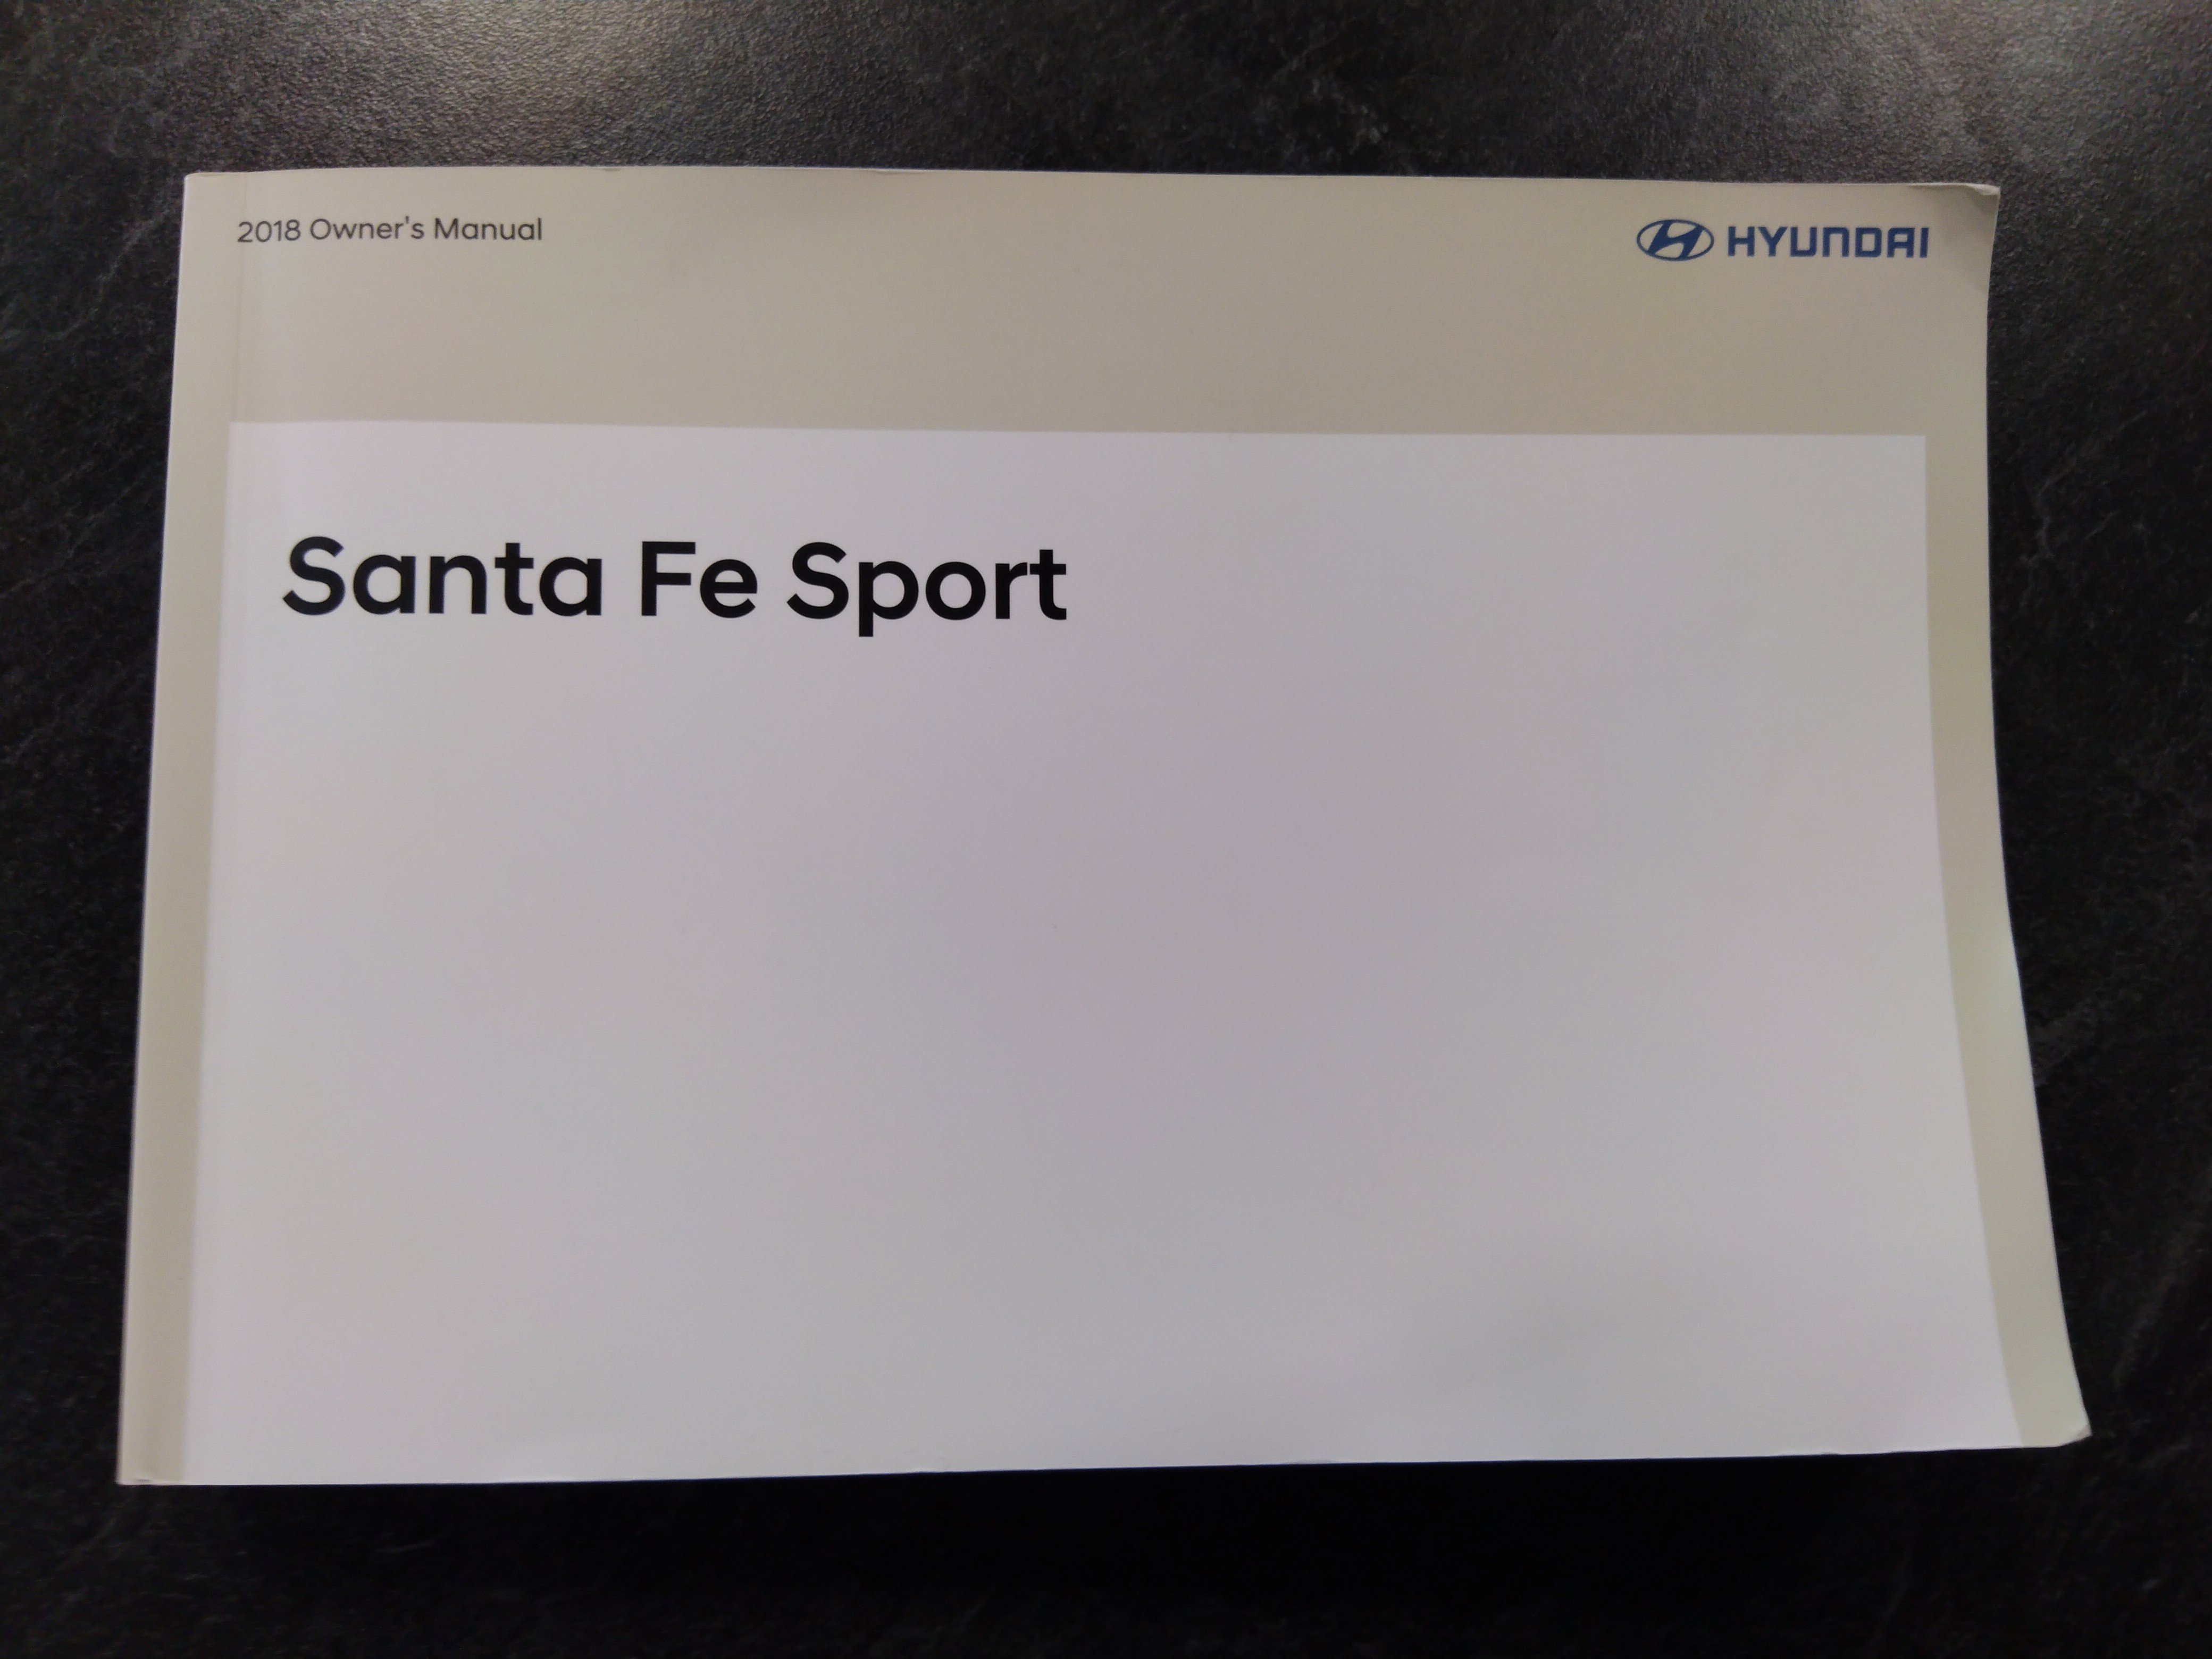 2018 Owner's Manual
HYUNDAI
Santa Fe Sport